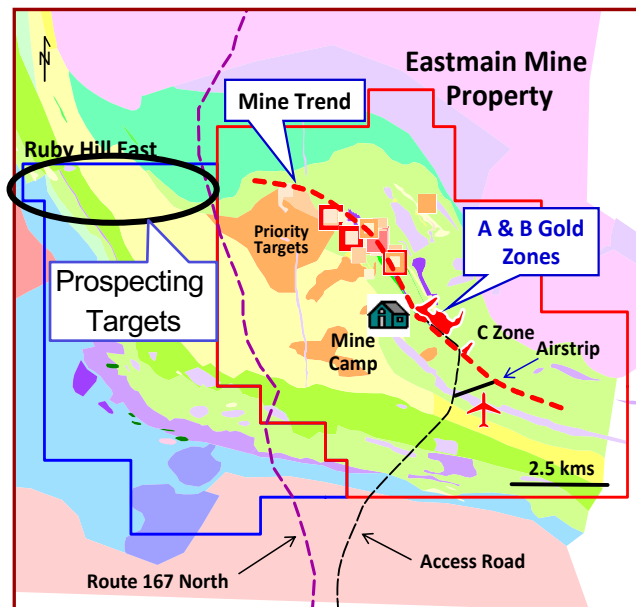 N
Eastmain Mine
Property
Mine Trend
Ruby Hill East
A & B Gold
Zones
Priority
Targets
Prospecting
Targets
C Zone
Mine
Camp
Airstrip
2.5 kms
Access Road
Route 167 North